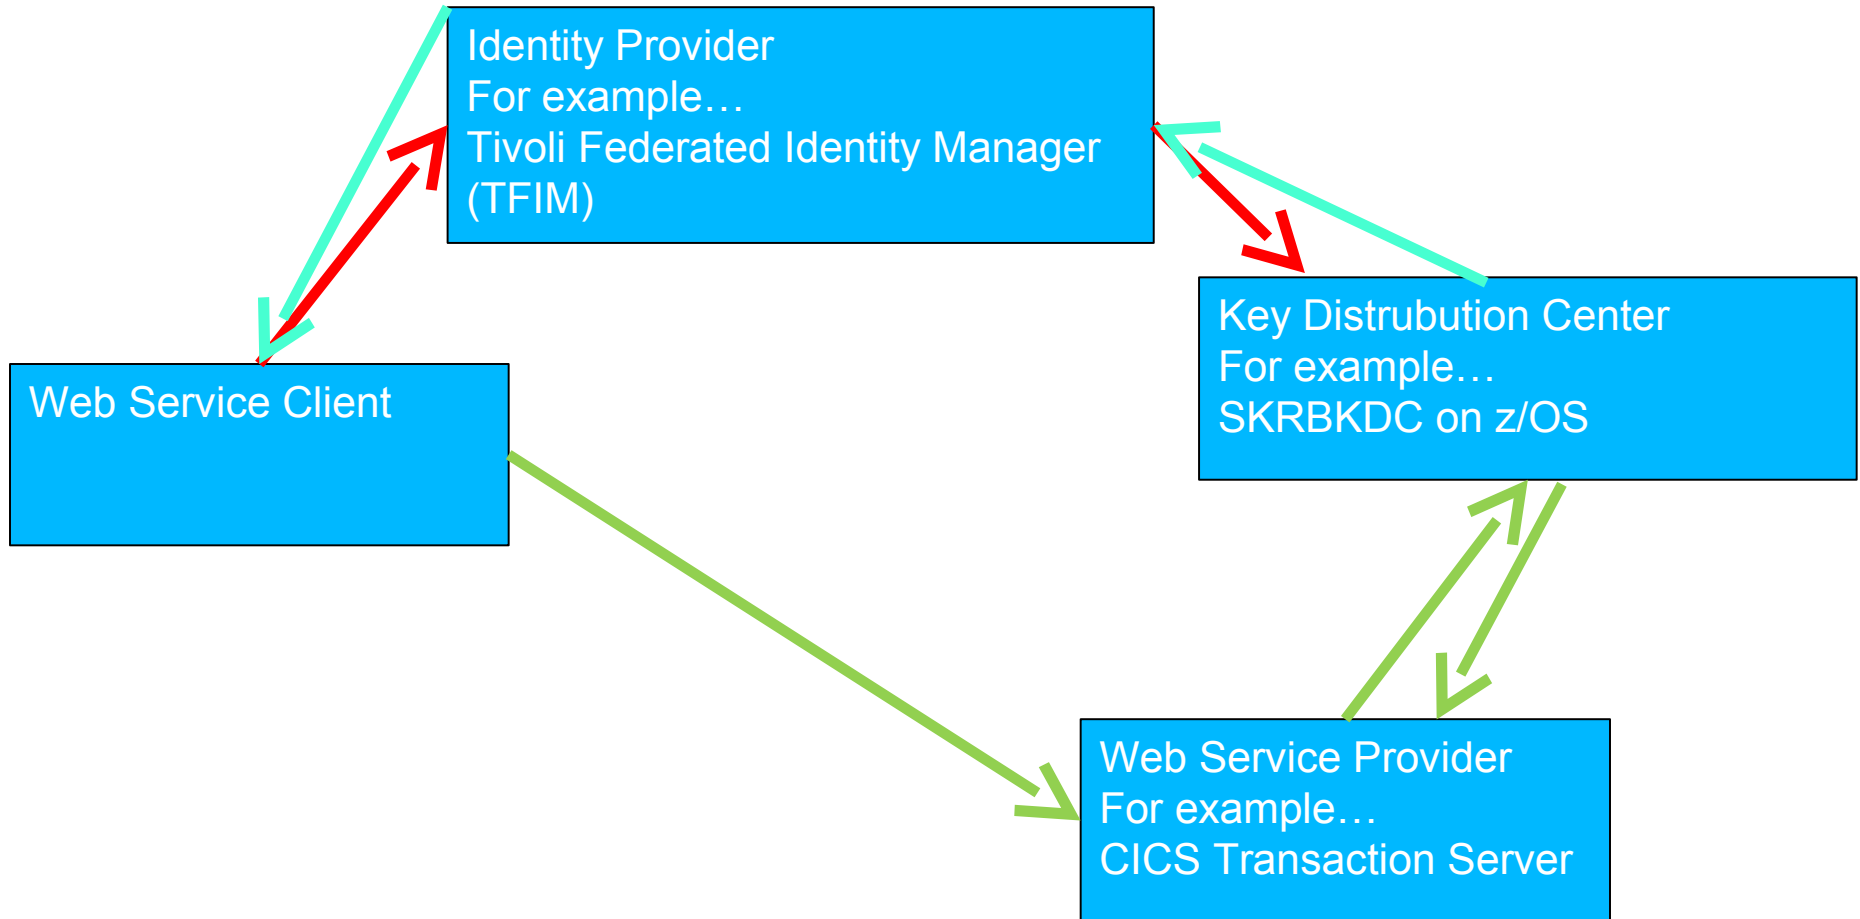 Identity Provider
For example…
Tivoli Federated Identity Manager
(TFIM)
Key Distrubution Center
For example…
SKRBKDC on z/OS
Web Service Client
Web Service Provider
For example…
CICS Transaction Server